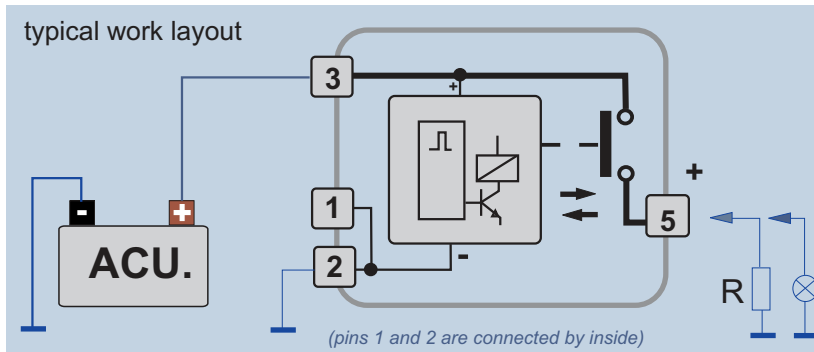 typical work layout
3
+
+
1
-
+
5
ACU.
2
-
R
(pins 1 and 2 are connected by inside)